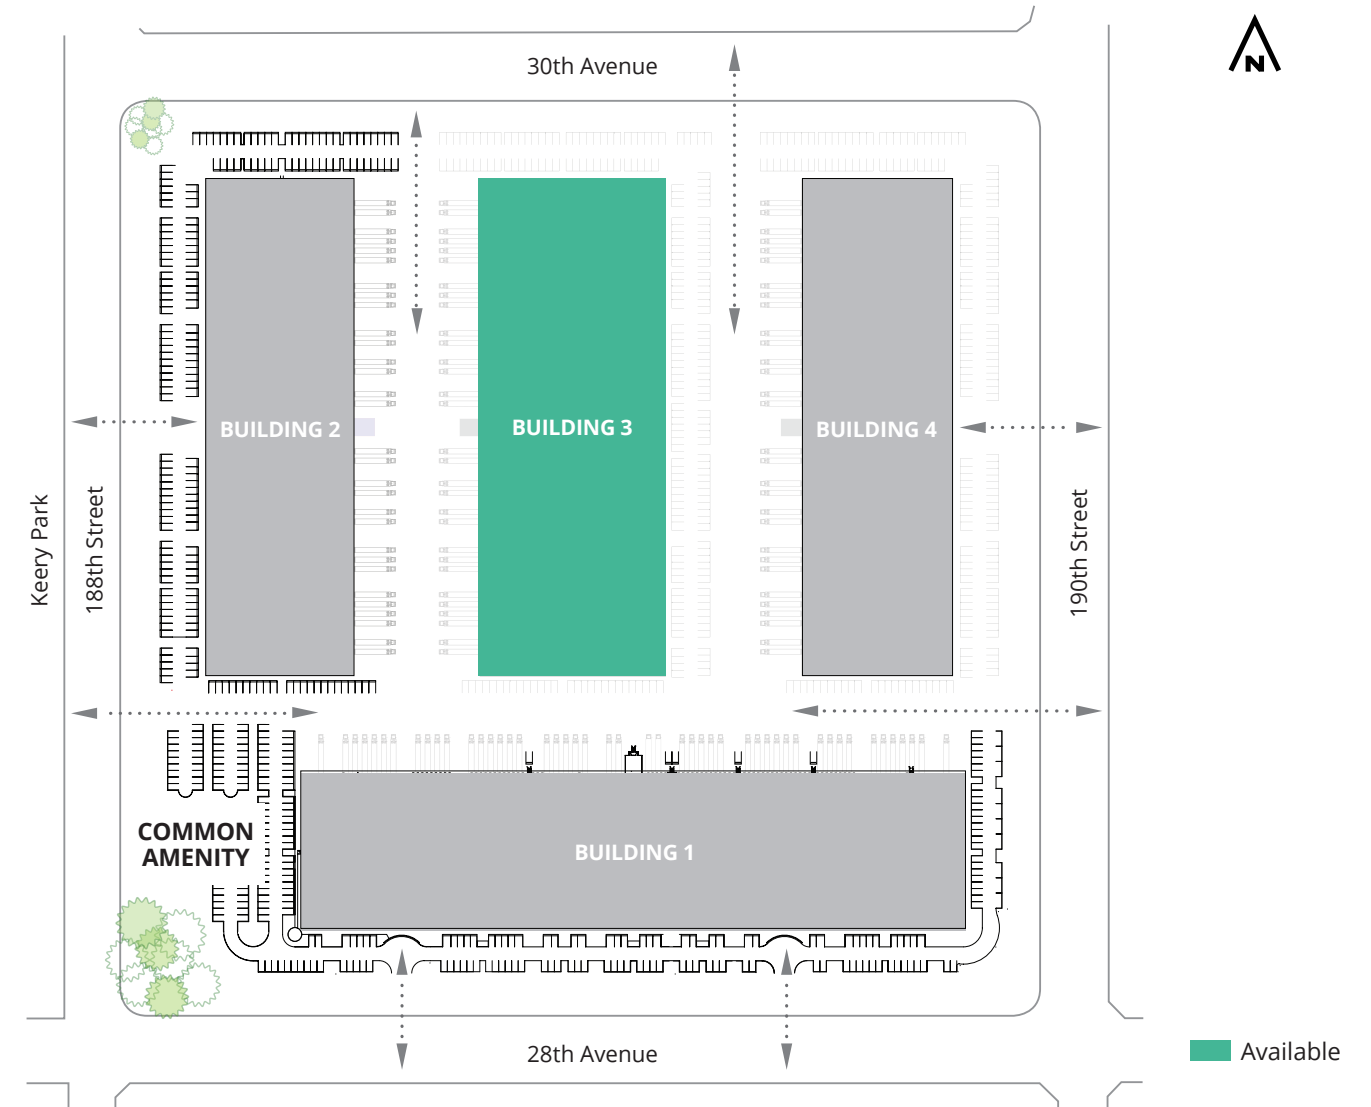 30th Avenue
N
BUILDING 2
BUILDING 3
BUILDING 4
Keery Park
188th Street
190th Street
COMMON
AMENITY
BUILDING 1
28th Avenue
Available